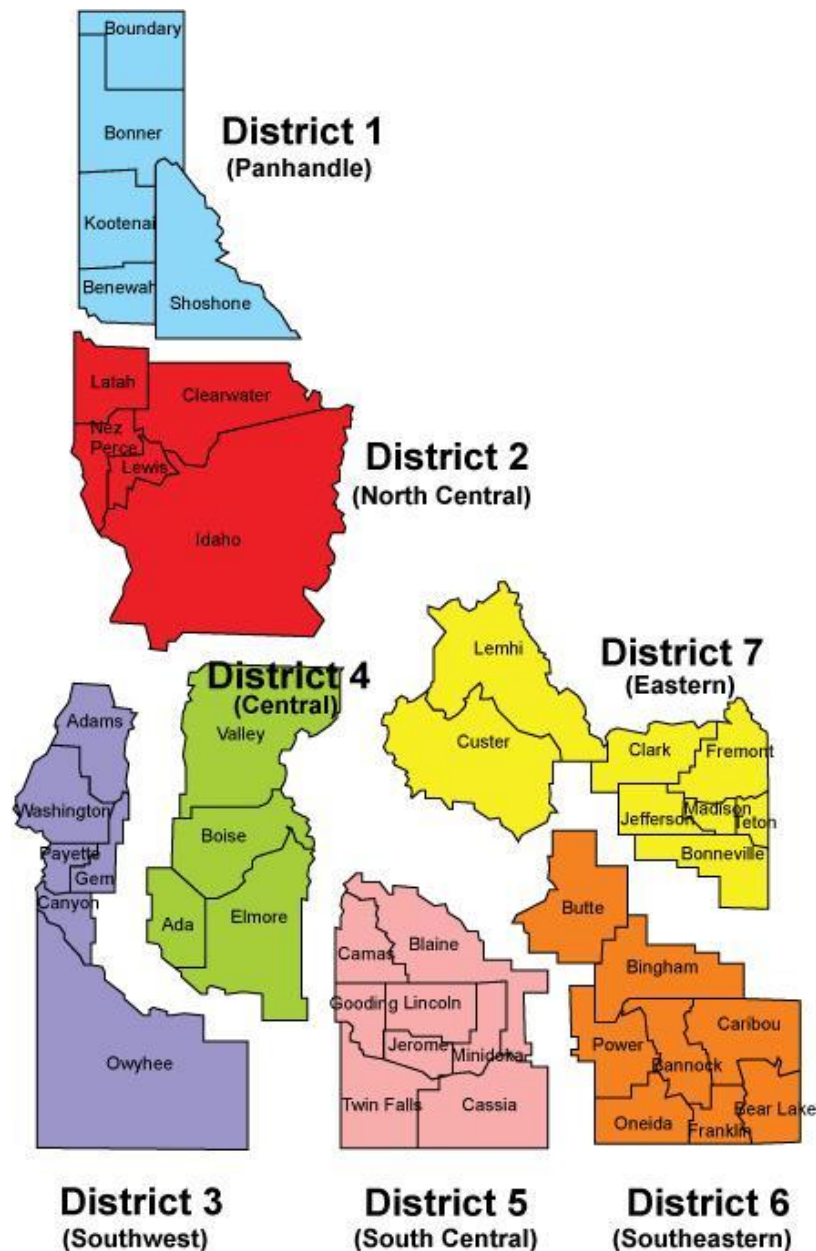 Boundary
Bonner
District 1
(Panhandle)
Kootenai
Benewah
Shoshone
Latah
Clearwater
Nez
Perce
Lewis
District 2
(North Central)
Idaho
Lemhi
District 7
(Eastern)
District 4
(Central)
Adams
Valley
Custer
Clark
Fremont
Washington
Madison
Jefferson
Teton
Boise
Payette
Bonneville
Gem
Canyon
Ada
Elmore
Butte
Camas
Blaine
Bingham
Gooding
Lincoln
Caribou
Jerome
Minidoka
Power
Bannock
Owyhee
Twin Falls
Cassia
Oneida
Bear Lake
Franklin
District 3
(Southwest)
District 5
(South Central)
District 6
(Southeastern)